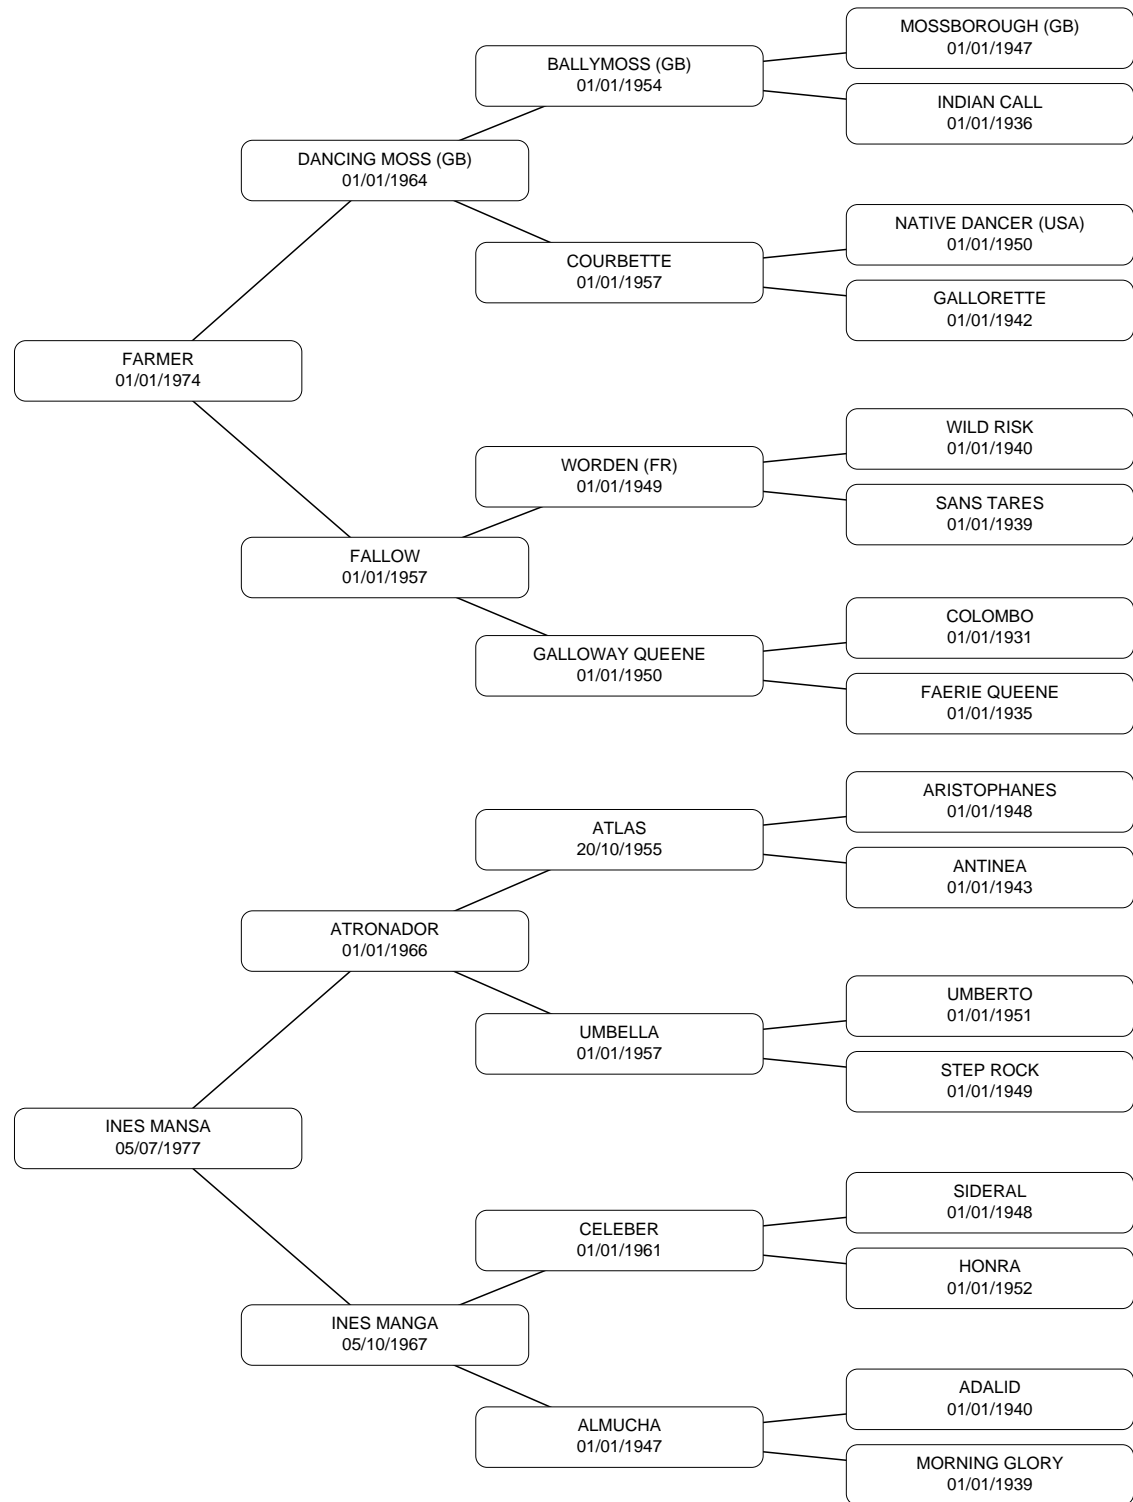 MOSSBOROUGH (GB)
01/01/1947
BALLYMOSS (GB)
01/01/1954
INDIAN CALL
01/01/1936
DANCING MOSS (GB)
01/01/1964
NATIVE DANCER (USA)
01/01/1950
COURBETTE
01/01/1957
GALLORETTE
01/01/1942
FARMER
01/01/1974
WILD RISK
01/01/1940
WORDEN (FR)
01/01/1949
SANS TARES
01/01/1939
FALLOW
01/01/1957
COLOMBO
01/01/1931
GALLOWAY QUEENE
01/01/1950
FAERIE QUEENE
01/01/1935
ARISTOPHANES
01/01/1948
ATLAS
20/10/1955
ANTINEA
01/01/1943
ATRONADOR
01/01/1966
UMBERTO
01/01/1951
UMBELLA
01/01/1957
STEP ROCK
01/01/1949
INES MANSA
05/07/1977
SIDERAL
01/01/1948
CELEBER
01/01/1961
HONRA
01/01/1952
INES MANGA
05/10/1967
ADALID
01/01/1940
ALMUCHA
01/01/1947
MORNING GLORY
01/01/1939